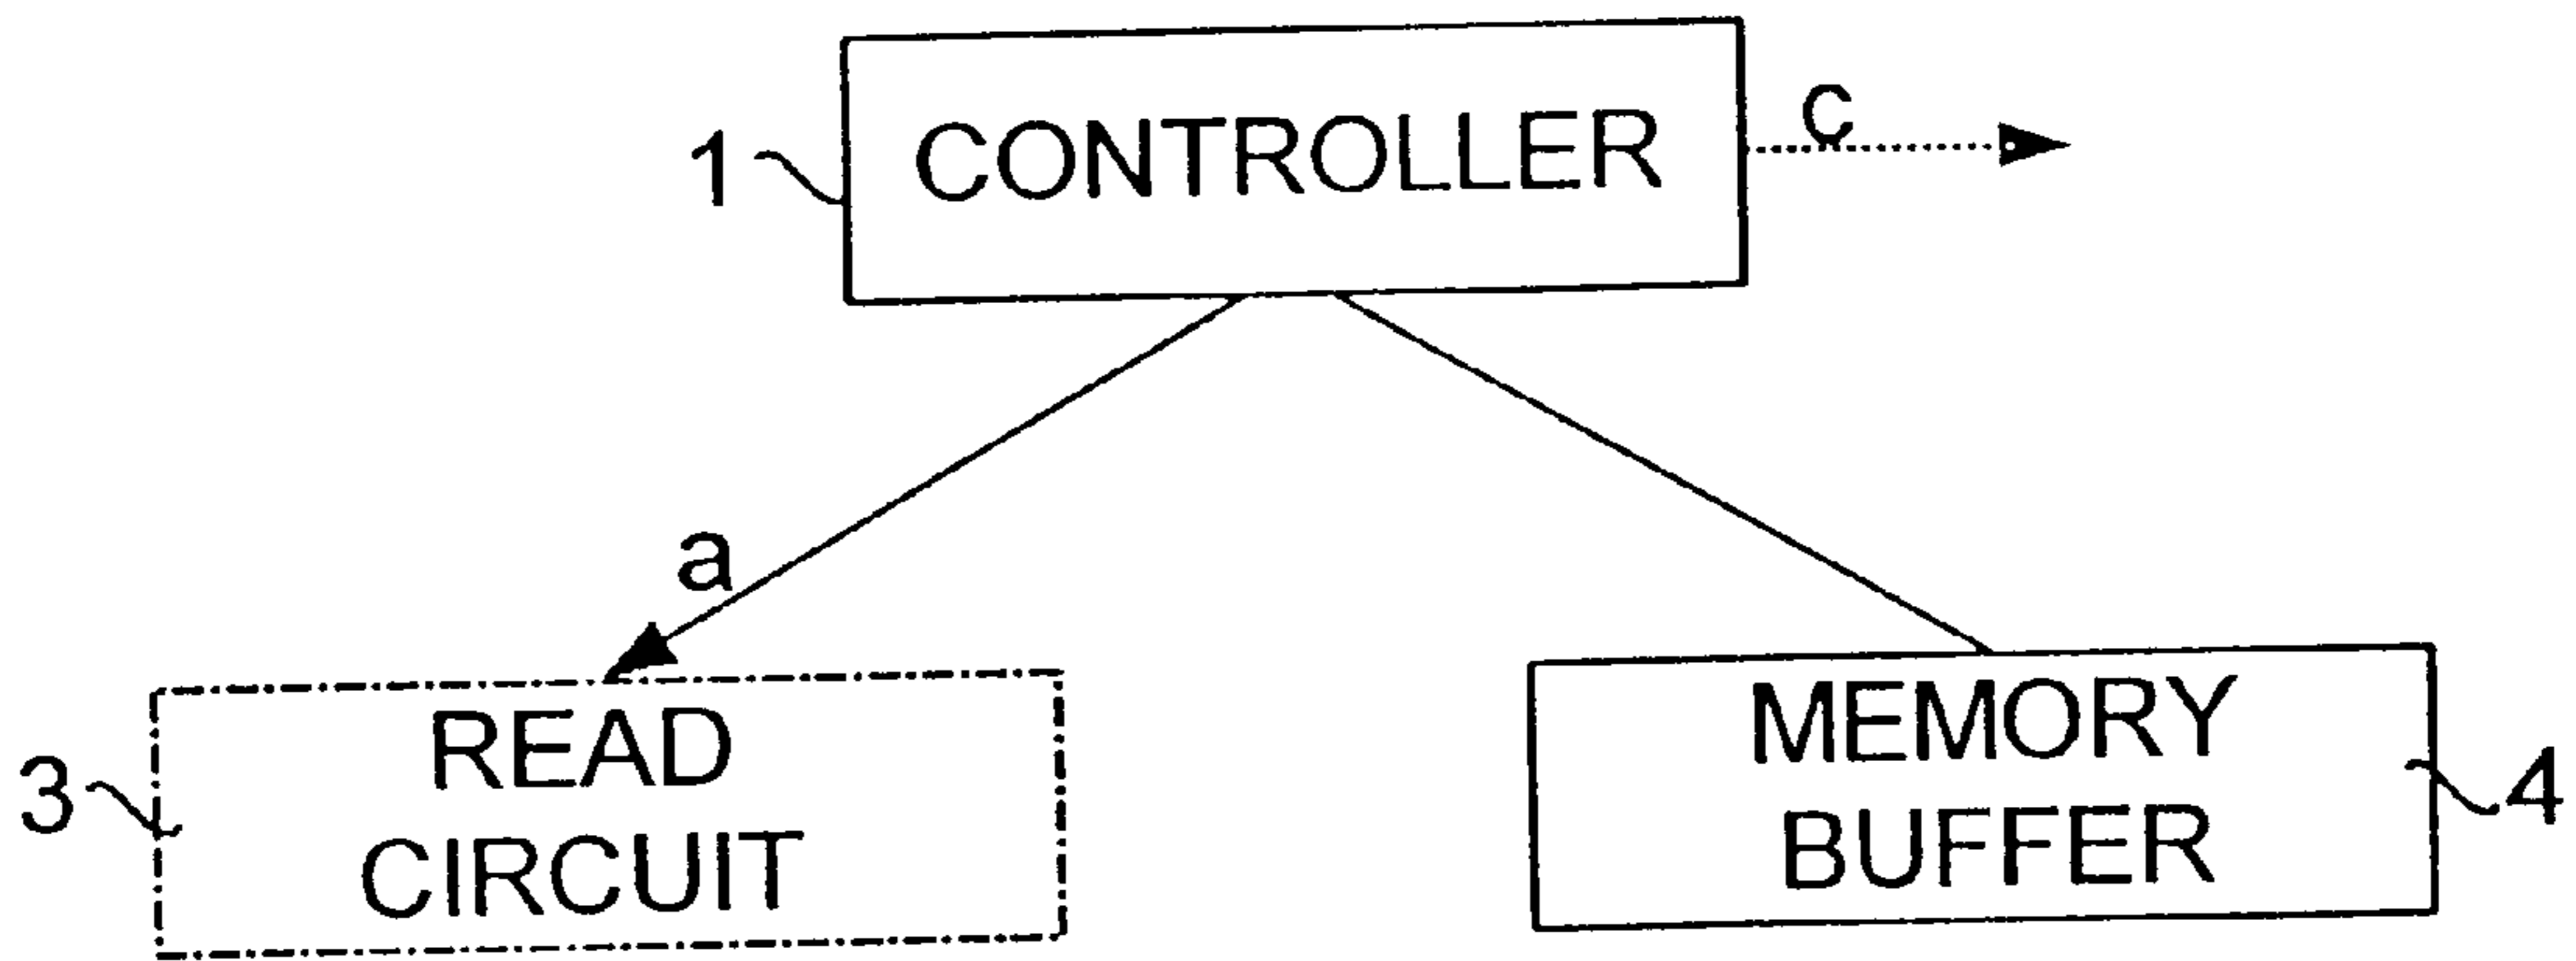 CONTROLLER
1
c
a
READ
CIRCUIT
3
MEMORY
BUFFER
4